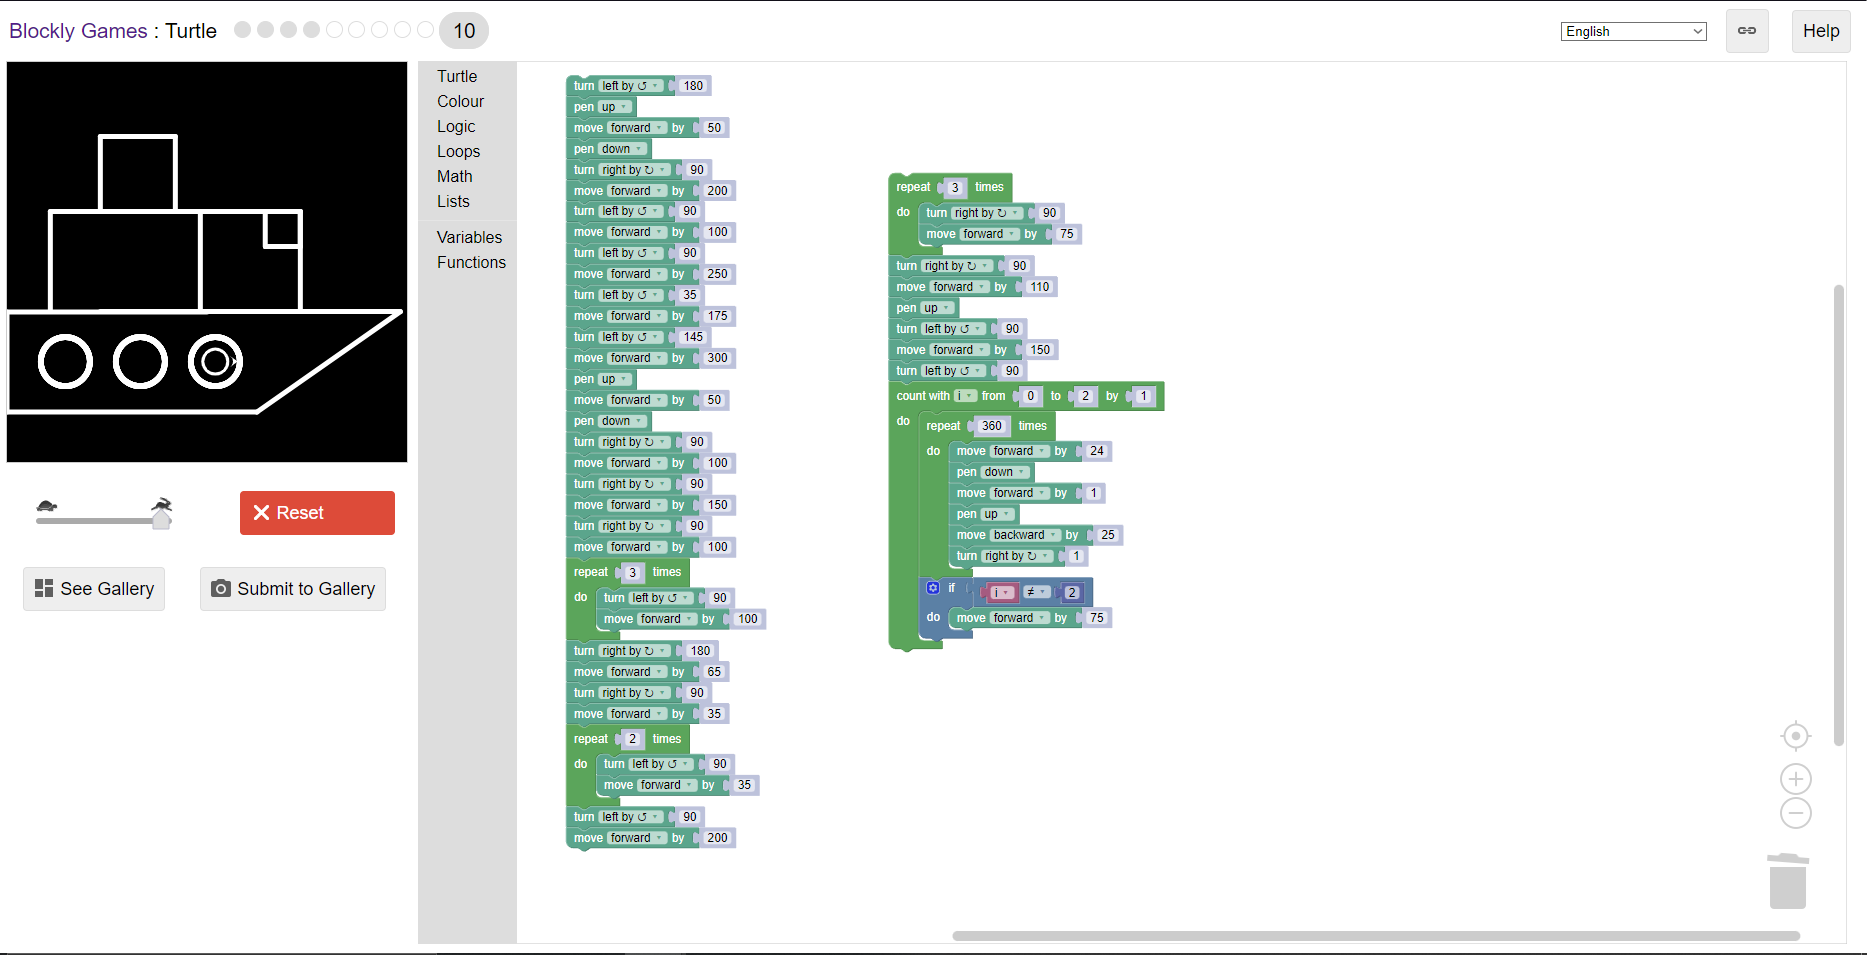 Blockly Games : Turtle 10 English Help
Turtle
Colour
Logic
Loops
Math
Lists
Variables
Functions
turn left by ↺ 180
pen up
move forward by 50
pen down
turn right by ↻ 90
move forward by 200
turn left by ↺ 90
move forward by 100
turn left by ↺ 90
move forward by 250
turn left by ↺ 35
move forward by 175
turn left by ↺ 145
move forward by 300
pen up
move forward by 50
pen down
turn right by ↻ 90
move forward by 100
turn right by ↻ 90
move forward by 150
turn right by ↻ 90
move forward by 100
repeat 3 times
do turn left by ↺ 90
move forward by 100
turn right by ↻ 180
move forward by 65
turn right by ↻ 90
move forward by 35
repeat 2 times
do turn left by ↺ 90
move forward by 35
turn left by ↺ 90
move forward by 200
repeat 3 times
do turn right by ↻ 90
move forward by 75
turn right by ↻ 90
move forward by 110
pen up
turn left by ↺ 90
move forward by 150
turn left by ↺ 90
count with i from 0 to 2 by 1
do repeat 360 times
do move forward by 24
pen down
move forward by 1
pen up
move backward by 25
turn right by ↻ 1
if i ≠ 2
do move forward by 75
Reset
See Gallery
Submit to Gallery